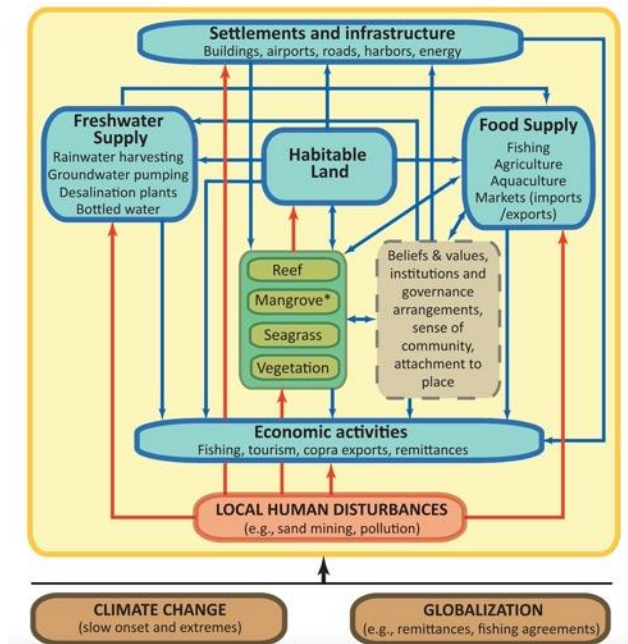 Settlements and infrastructure
Buildings, airports, roads, harbors, energy
Freshwater
Supply
Rainwater harvesting
Groundwater pumping
Desalination plants
Bottled water
Habitable
Land
Food Supply
Fishing
Agriculture
Aquaculture
Markets (imports
/exports)
Reef
Mangrove*
Seagrass
Vegetation
Beliefs & values,
institutions and
governance
arrangements,
sense of
community,
attachment to
place
Economic activities
Fishing, tourism, copra exports, remittances
LOCAL HUMAN DISTURBANCES
(e.g., sand mining, pollution)
CLIMATE CHANGE
(slow onset and extremes)
GLOBALIZATION
(e.g., remittances, fishing agreements)